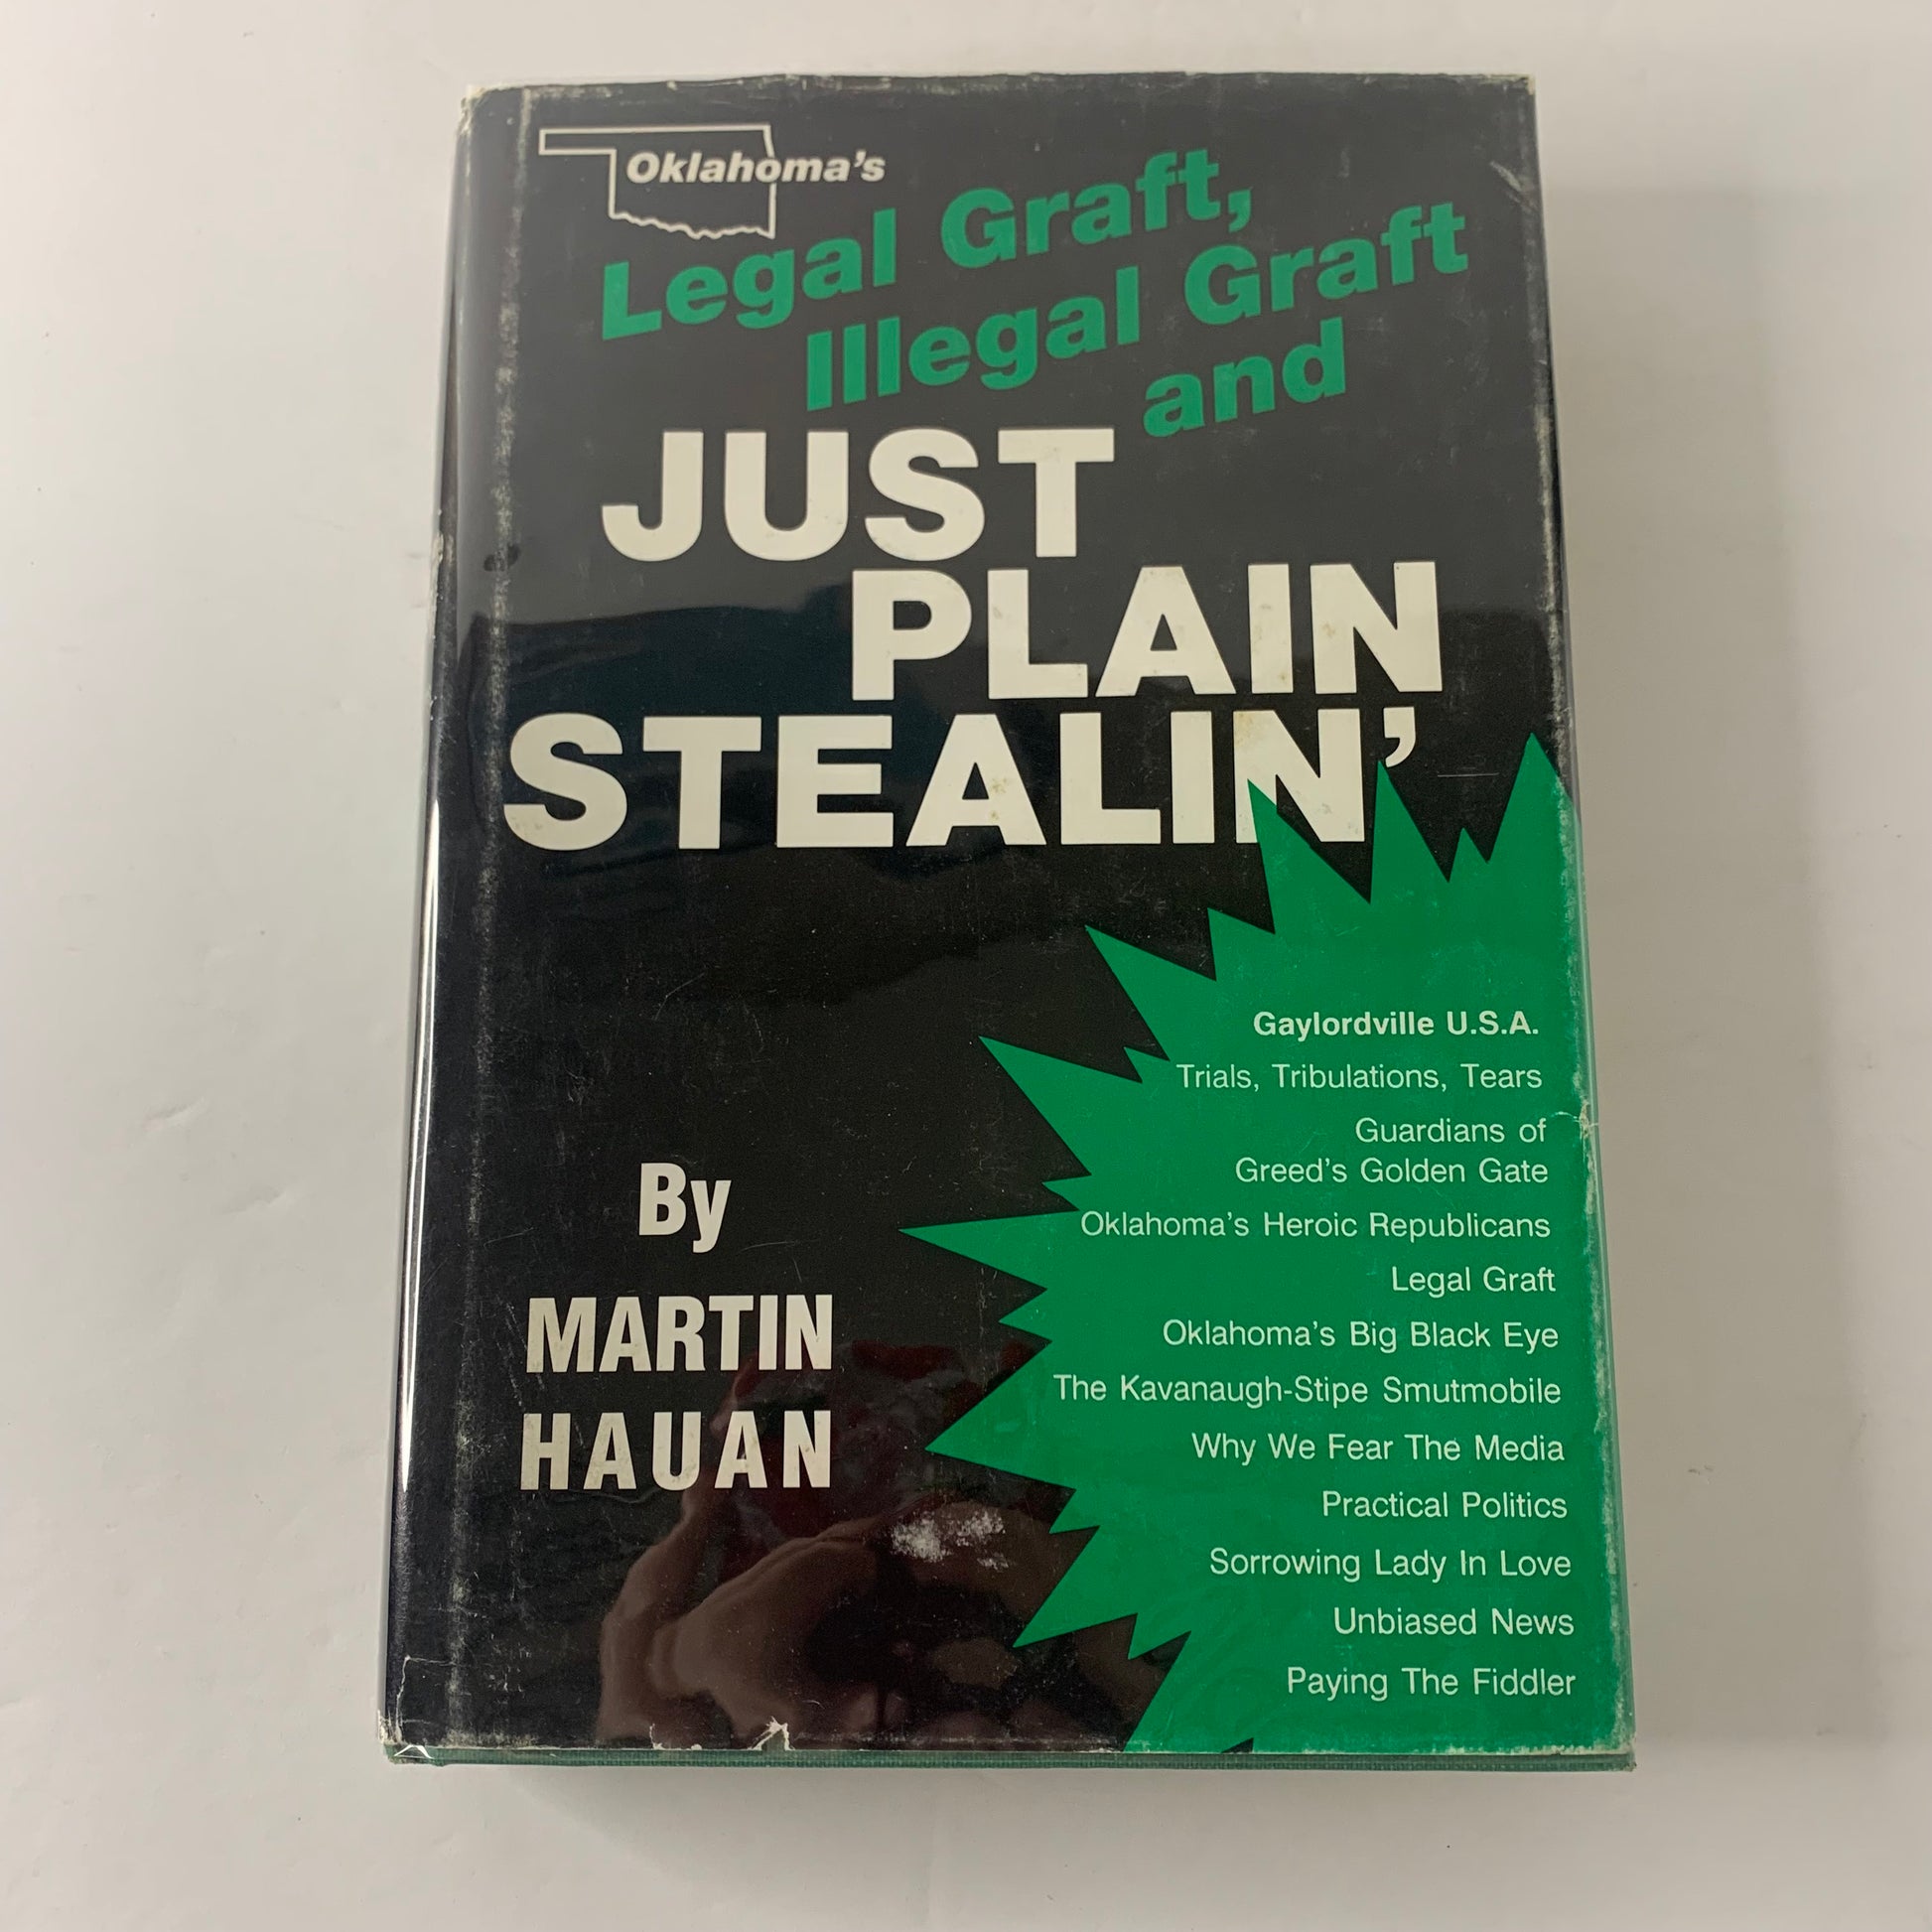 Oklahoma's
Legal Graft,
Illegal Graft
and
JUST
PLAIN
STEALIN'
By
MARTIN
HAUAN
Gaylordville U.S.A.
Trials, Tribulations, Tears
Guardians of
Greed's Golden Gate
Oklahoma's Heroic Republicans
Legal Graft
Oklahoma's Big Black Eye
The Kavanaugh-Stipe Smutmobile
Why We Fear The Media
Practical Politics
Sorrowing Lady In Love
Unbiased News
Paying The Fiddler